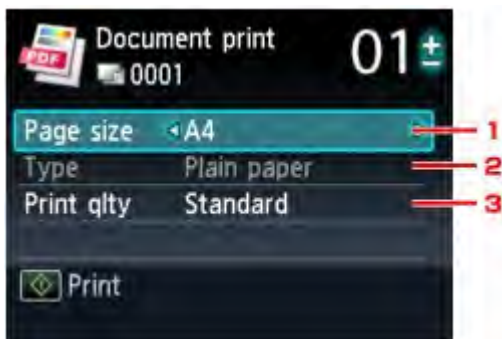 PDF
Document print
01±
0001
Page size A4 1
Type Plain paper 2
Print qlty Standard 3
Print